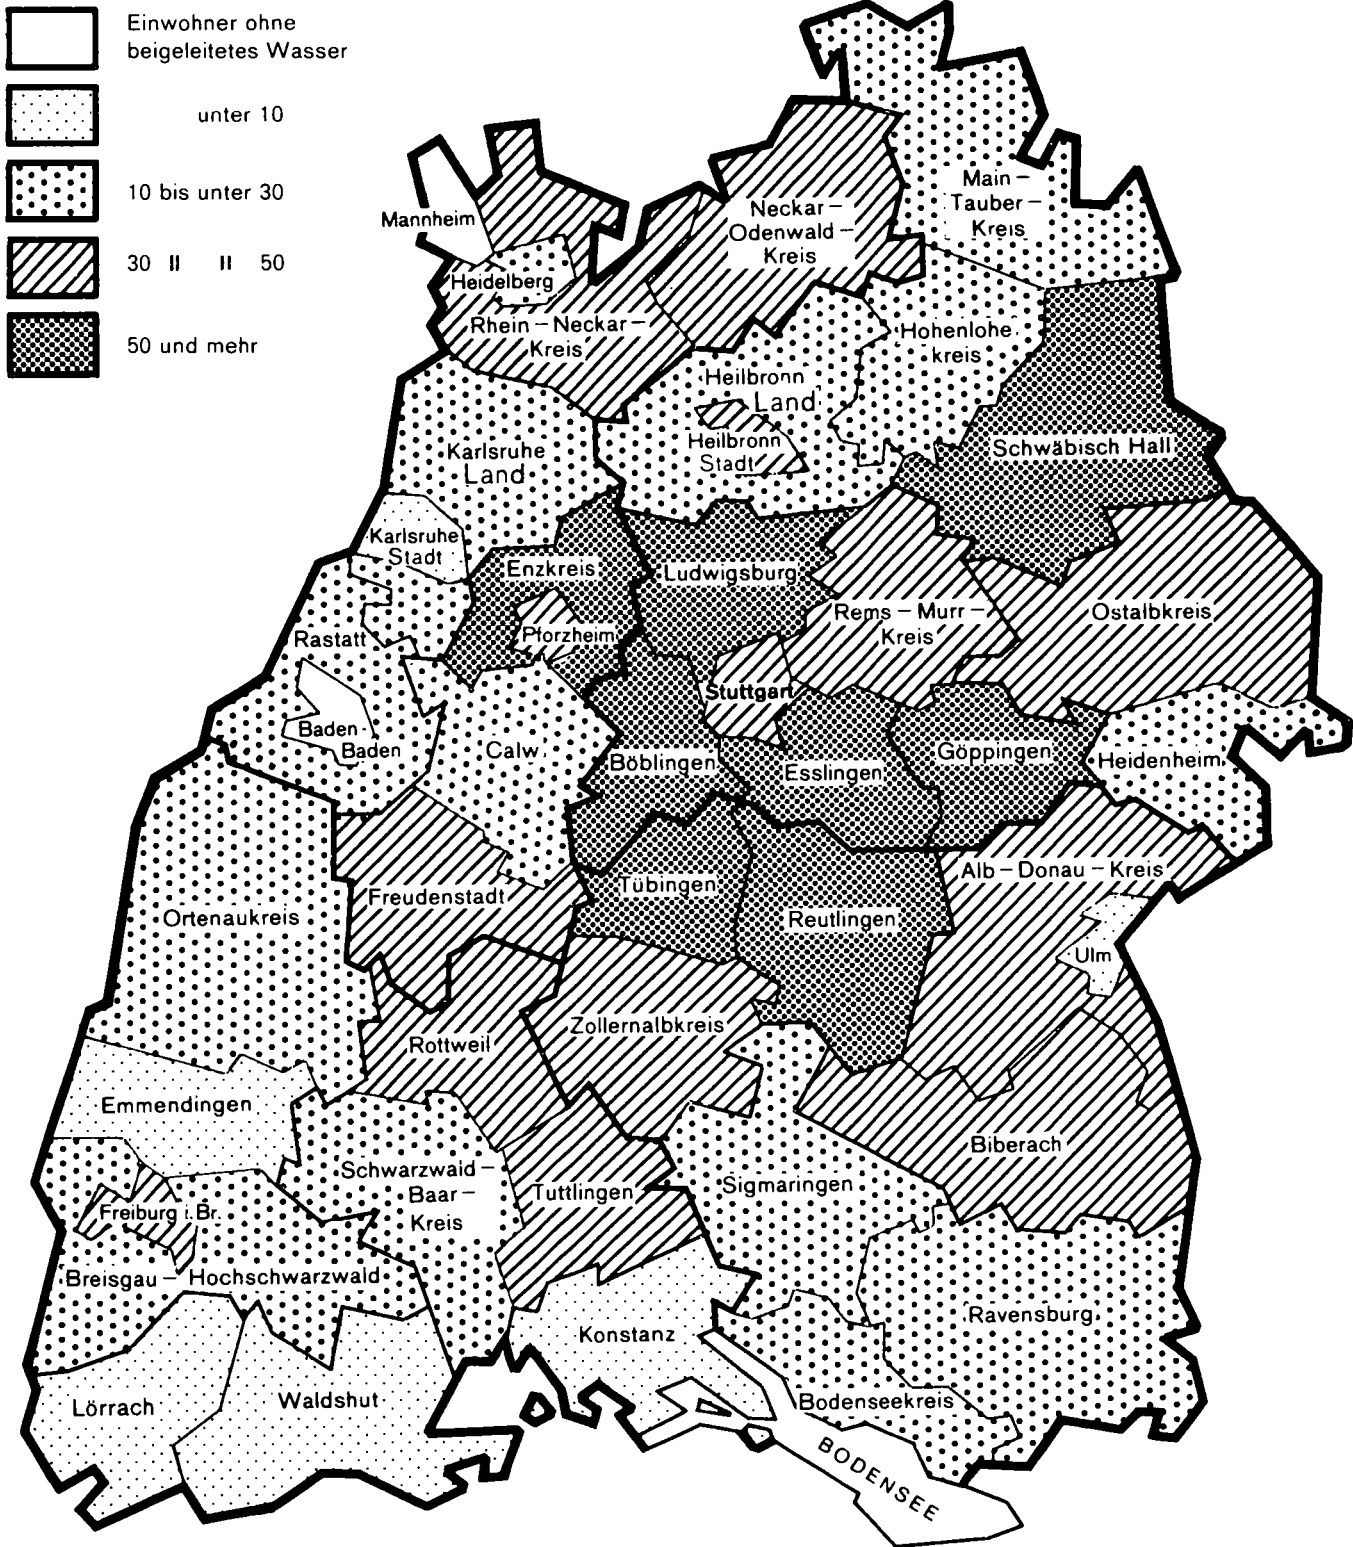 Einwohner ohne
beigeleitetes Wasser
unter 10
10 bis unter 30
30 II II 50
50 und mehr
Main –
Tauber –
Kreis
Neckar –
Odenwald –
Kreis
Mannheim
Heidelberg
Rhein – Neckar –
Kreis
Hohenlohe
kreis
Heilbronn
Land
Heilbronn
Stadt
Karlsruhe
Land
Schwäbisch Hall
Karlsruhe
Stadt
Enzkreis
Ludwigsburg
Pforzheim
Rems – Murr –
Kreis
Ostalbkreis
Rastatt
Stuttgart
Baden-
Baden
Calw
Böblingen
Esslingen
Göppingen
Heidenheim
Alb – Donau – Kreis
Freudenstadt
Tübingen
Reutlingen
Ortenaukreis
Ulm
Rottweil
Zollernalbkreis
Emmendingen
Biberach
Schwarzwald –
Baar –
Kreis
Tuttlingen
Sigmaringen
Freiburg i.Br.
Breisgau – Hochschwarzwald
Konstanz
Ravensburg
Lörrach
Waldshut
Bodenseekreis
BODENSEE